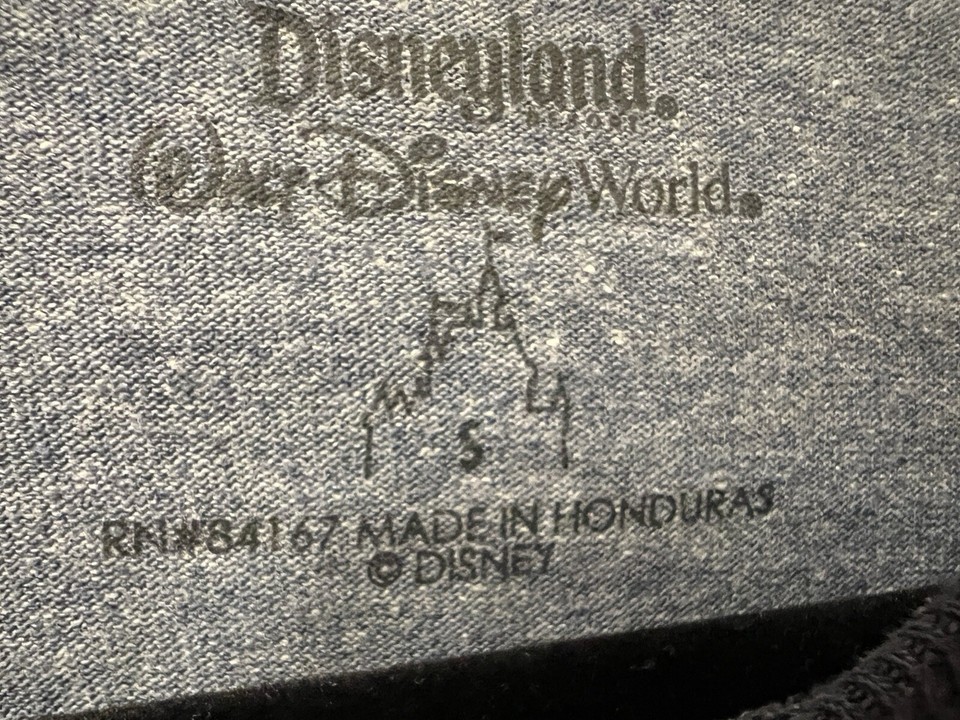 Disneyland®
RESORT
Walt Disney World®
S
RN#84167 MADE IN HONDURAS
© DISNEY